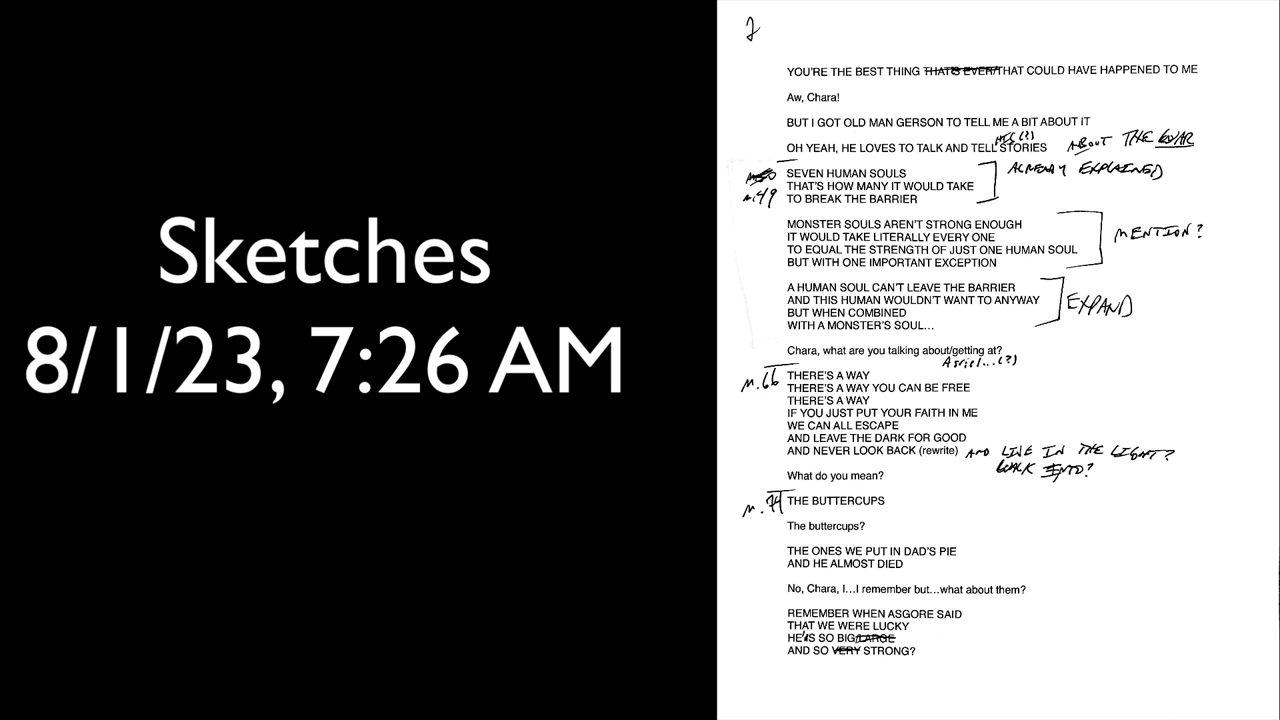 Sketches
8/1/23, 7:26 AM
2
YOU'RE THE BEST THING THAT'S EVER THAT COULD HAVE HAPPENED TO ME
Aw, Chara!
BUT I GOT OLD MAN GERSON TO TELL ME A BIT ABOUT IT
HIS (?)
OH YEAH, HE LOVES TO TALK AND TELL STORIES ABOUT THE WAR
SEVEN HUMAN SOULS ALREADY EXPLAINED
m.49 THAT'S HOW MANY IT WOULD TAKE
TO BREAK THE BARRIER
MONSTER SOULS AREN'T STRONG ENOUGH
IT WOULD TAKE LITERALLY EVERY ONE MENTION?
TO EQUAL THE STRENGTH OF JUST ONE HUMAN SOUL
BUT WITH ONE IMPORTANT EXCEPTION
A HUMAN SOUL CAN'T LEAVE THE BARRIER
AND THIS HUMAN WOULDN'T WANT TO ANYWAY EXPAND
BUT WHEN COMBINED
WITH A MONSTER'S SOUL…
Chara, what are you talking about/getting at?
Asriel...(?)
m.66 THERE'S A WAY
THERE'S A WAY YOU CAN BE FREE
THERE'S A WAY
IF YOU JUST PUT YOUR FAITH IN ME
WE CAN ALL ESCAPE
AND LEAVE THE DARK FOR GOOD
AND NEVER LOOK BACK (rewrite) AND LIVE IN THE LIGHT?
WALK INTO?
What do you mean?
m.74 THE BUTTERCUPS
The buttercups?
THE ONES WE PUT IN DAD'S PIE
AND HE ALMOST DIED
No, Chara, I…I remember but…what about them?
REMEMBER WHEN ASGORE SAID
THAT WE WERE LUCKY
HE'S SO BIG/LARGE
AND SO VERY STRONG?